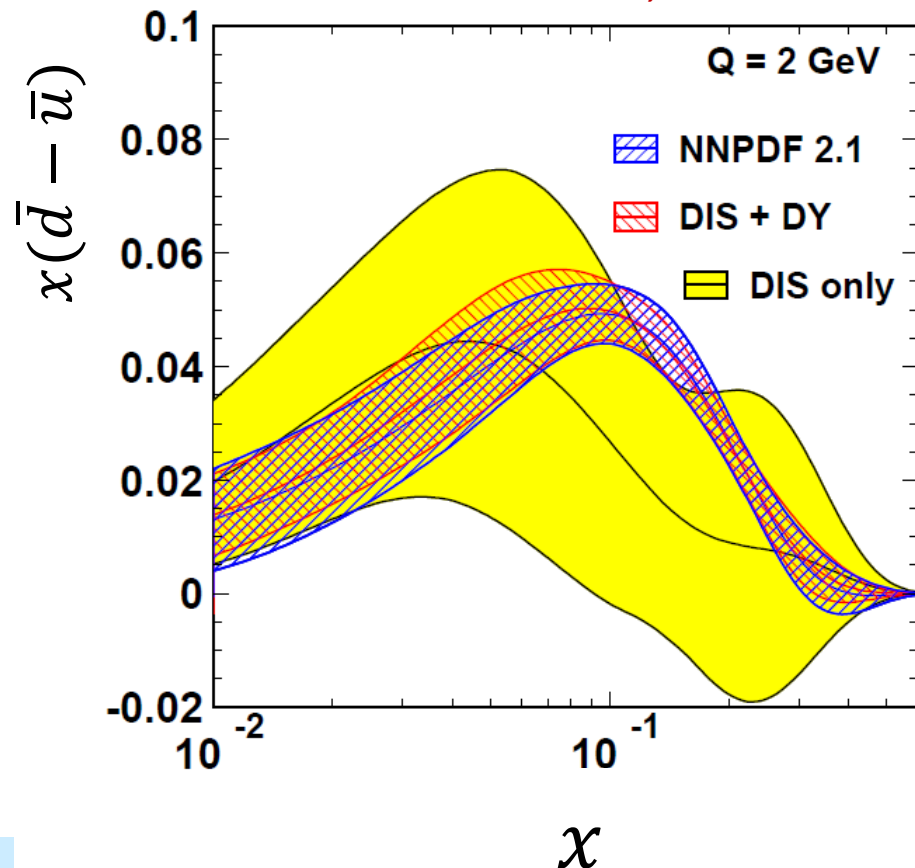 0.1
Q = 2 GeV
x(d̄ − ū)
0.08
NNPDF 2.1
DIS + DY
0.06
DIS only
0.04
0.02
0
-0.02
10⁻²
10⁻¹
x